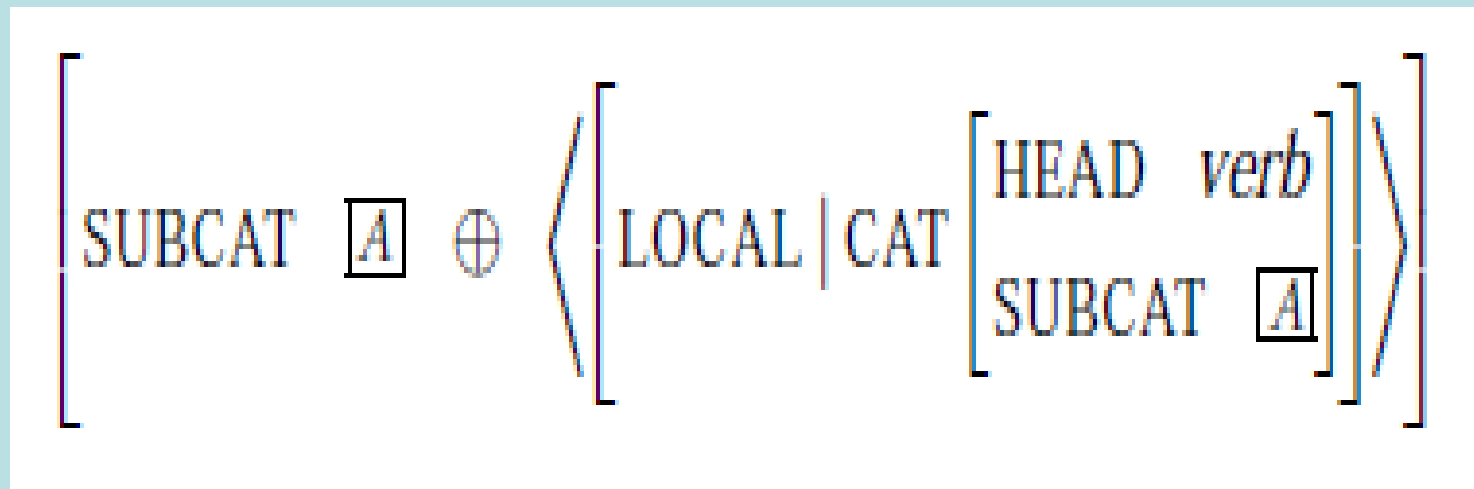 HEAD verb
SUBCAT A ⊕ ⟨ LOCAL | CAT
SUBCAT A